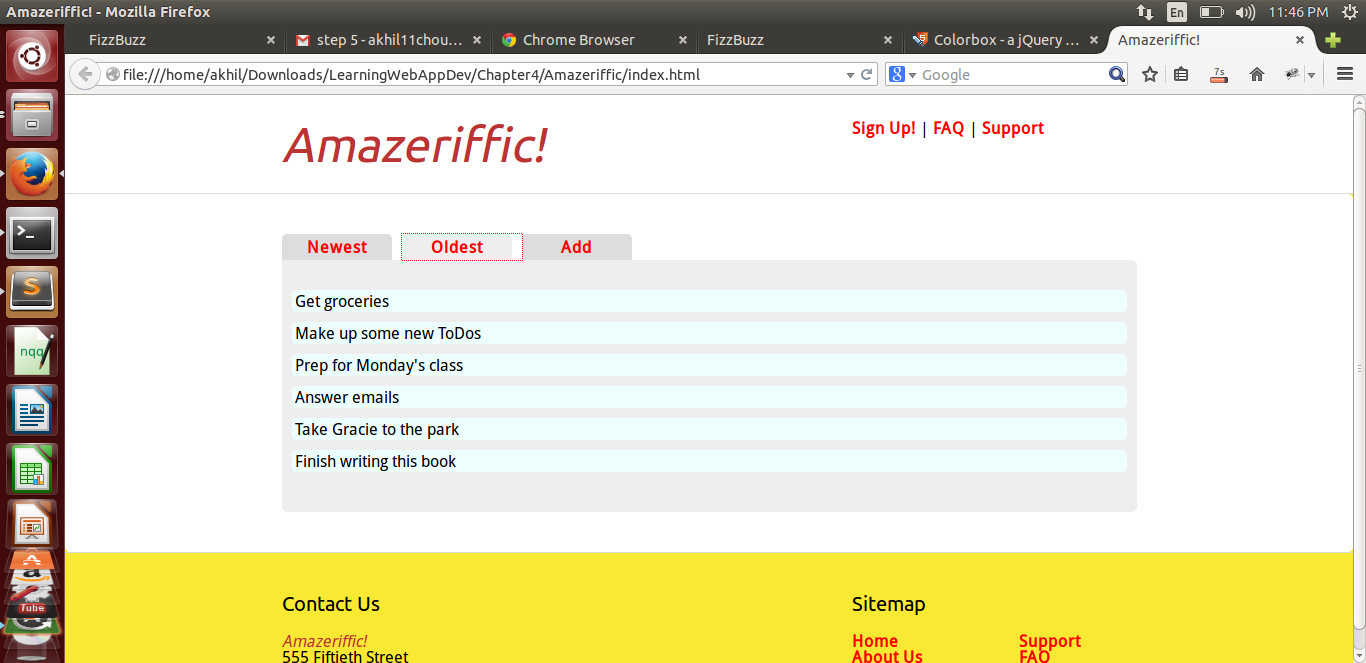 Amazeriffic! - Mozilla Firefox
En
11:46 PM
FizzBuzz
step 5 - akhil11chou...
Chrome Browser
FizzBuzz
Colorbox - a jQuery ...
Amazeriffic!
file:///home/akhil/Downloads/LearningWebAppDev/Chapter4/Amazeriffic/index.html
8
Google
7s
Amazeriffic!
Sign Up! | FAQ | Support
Newest
Oldest
Add
Get groceries
Make up some new ToDos
Prep for Monday's class
Answer emails
Take Gracie to the park
Finish writing this book
nqq
Tube
Contact Us
Sitemap
Amazeriffic!
555 Fiftieth Street
Home
Support
About Us
FAQ